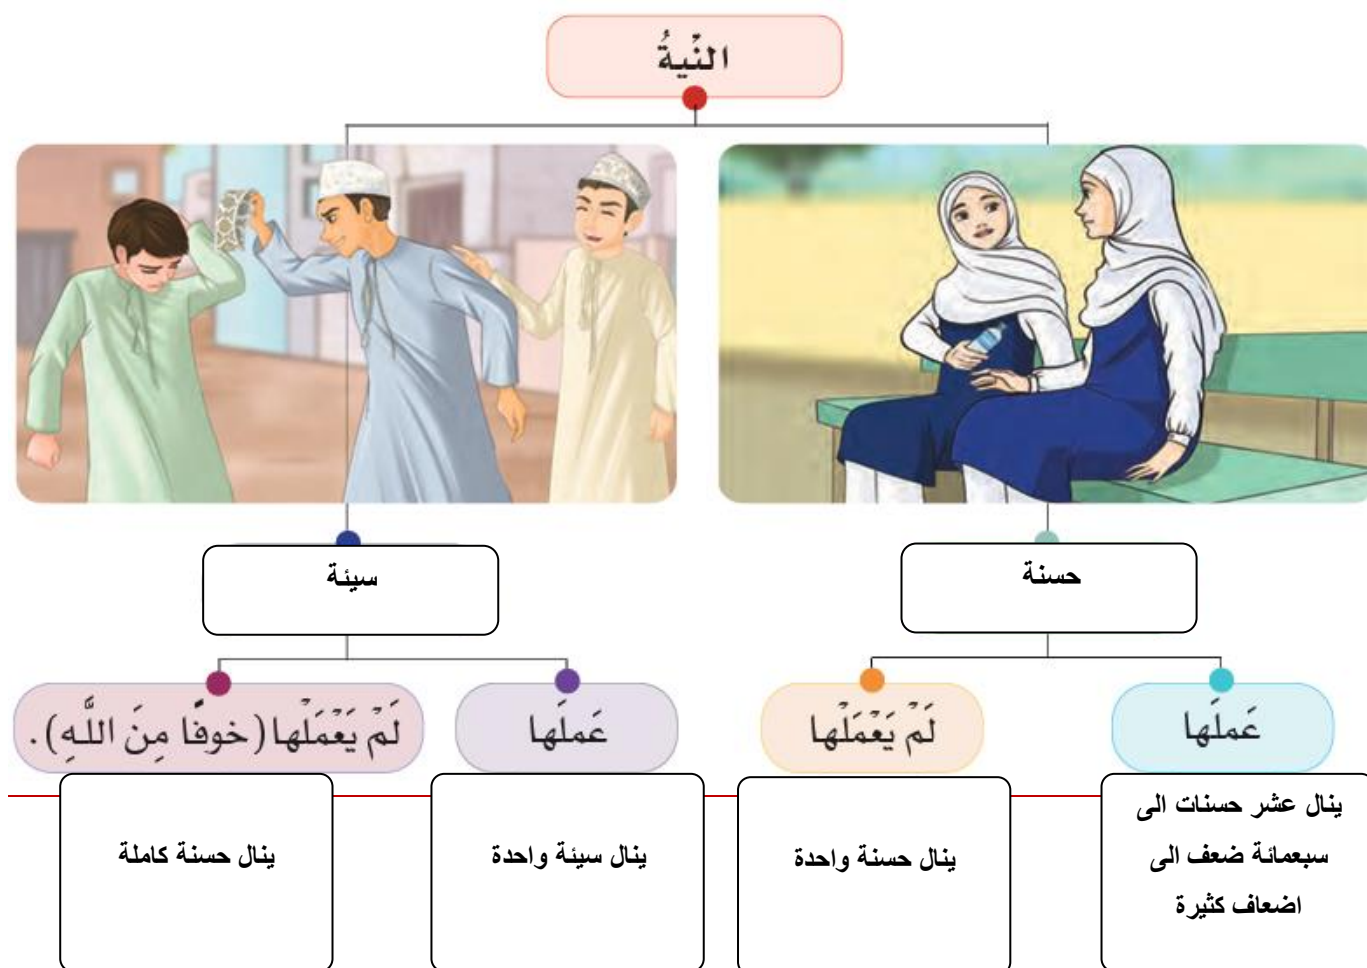 النِّيةُ
حسنة
سيئة
عَملَها
لَمْ يَعْمَلْها
عَملَها
لَمْ يَعْمَلْها (خوفًا مِنَ اللَّهِ).
ينال عشر حسنات الى
سبعمائة ضعف الى
اضعاف كثيرة
ينال حسنة واحدة
ينال سيئة واحدة
ينال حسنة كاملة